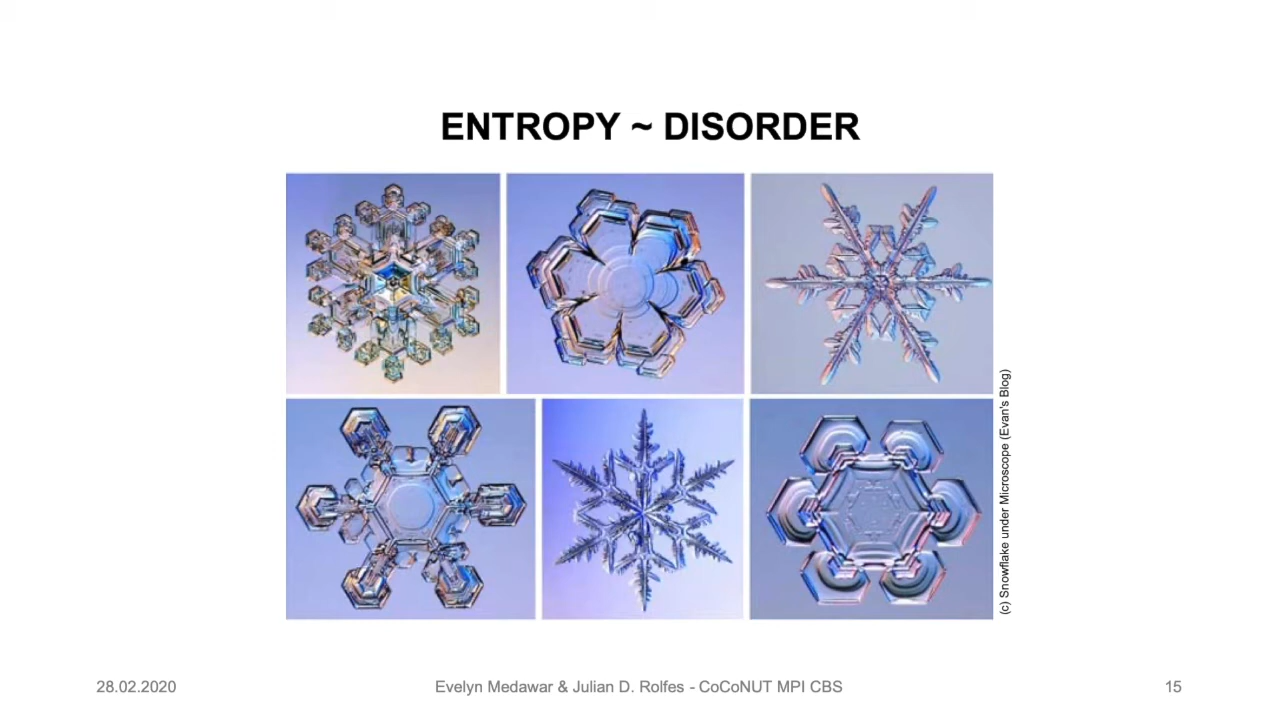 ENTROPY ~ DISORDER
(c) Snowflake under Microscope (Evan's Blog)
28.02.2020
Evelyn Medawar & Julian D. Rolfes - CoCoNUT MPI CBS
15